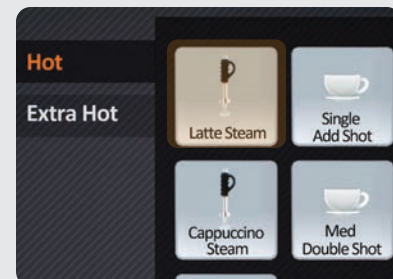 Hot
Extra Hot
Latte Steam
Single
Add Shot
Cappuccino
Steam
Med
Double Shot